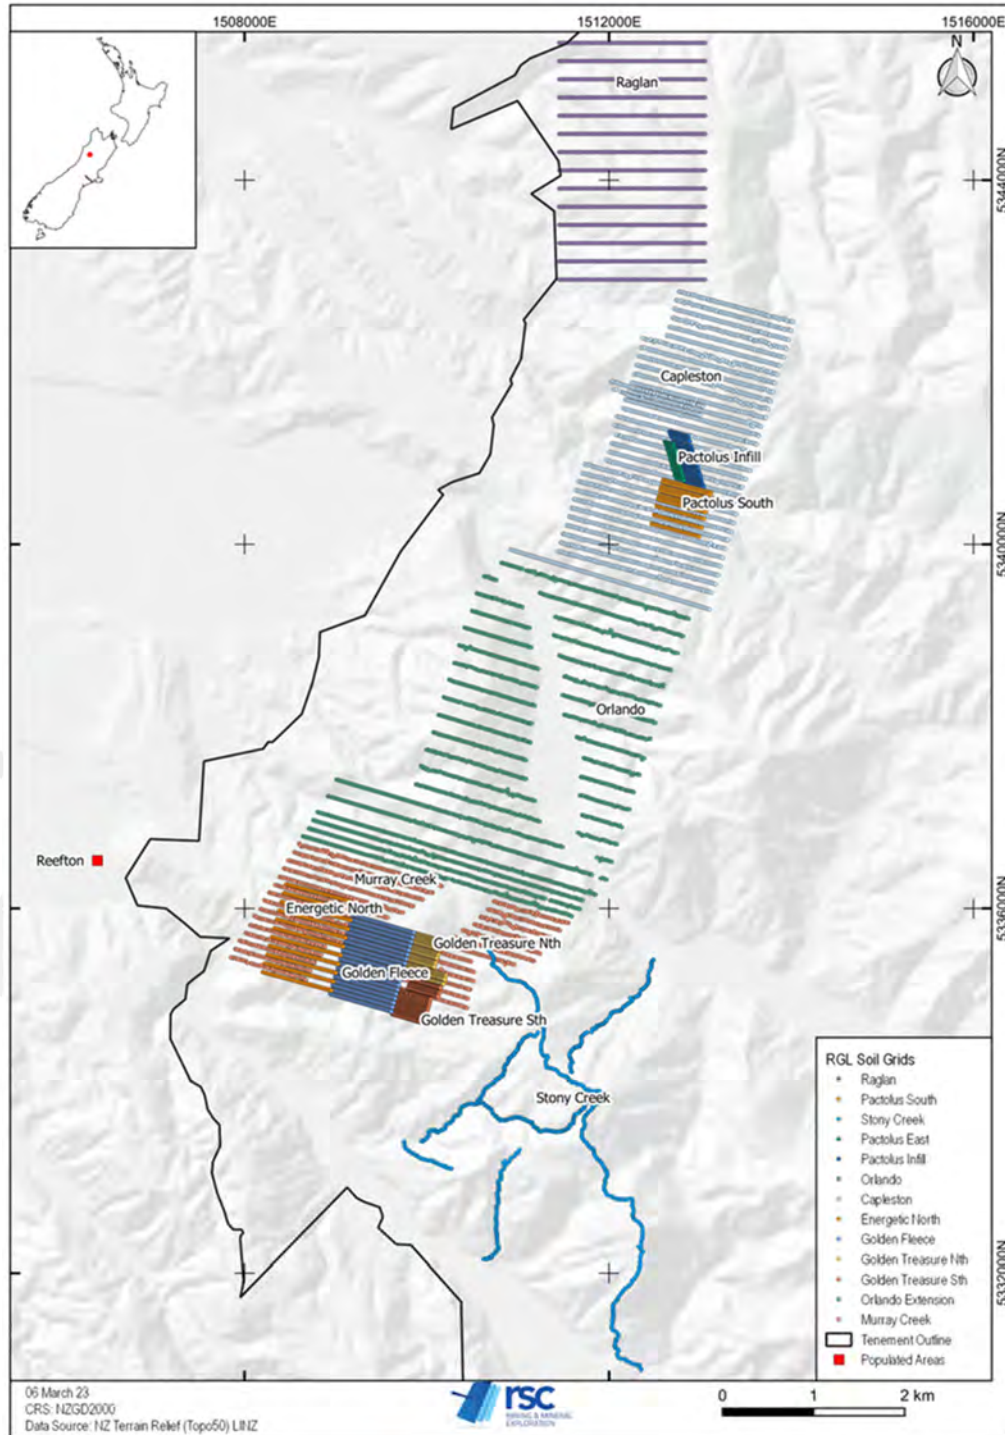 1508000E
1512000E
1516000E
N
Raglan
5344000N
Capleston
Pactolus Infill
Pactolus South
5340000N
Orlando
Reefton
Murray Creek
Energetic North
5336000N
Golden Treasure Nth
Golden Fleece
Golden Treasure Sth
Stony Creek
RGL Soil Grids
Raglan
Pactolus South
Stony Creek
Pactolus East
Pactolus Infill
Orlando
Capleston
Energetic North
Golden Fleece
Golden Treasure Nth
Golden Treasure Sth
Orlando Extension
Murray Creek
Tenement Outline
Populated Areas
5332000N
06 March 23
CRS: NZGD2000
Data Source: NZ Terrain Relief (Topo50) LINZ
rsc
MINING & MINERAL
EXPLORATION
0 1 2 km